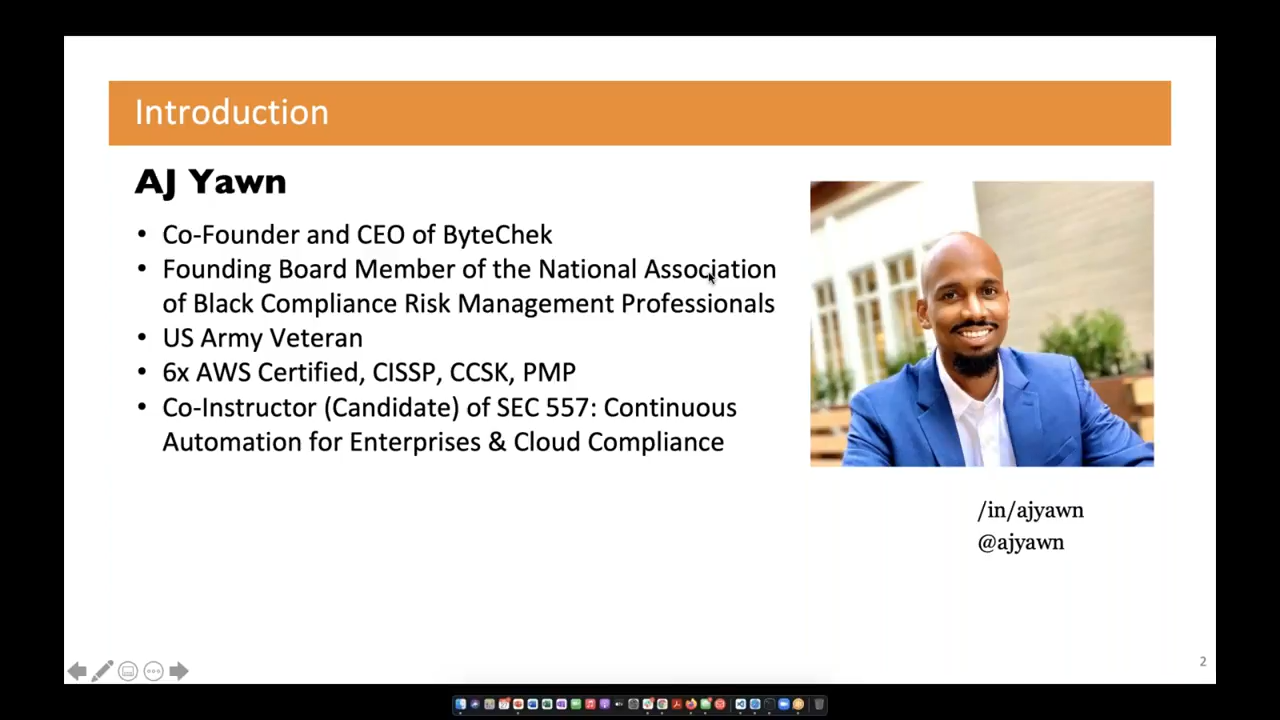 Introduction
AJ Yawn
• Co-Founder and CEO of ByteChek
• Founding Board Member of the National Association
of Black Compliance Risk Management Professionals
• US Army Veteran
• 6x AWS Certified, CISSP, CCSK, PMP
• Co-Instructor (Candidate) of SEC 557: Continuous
Automation for Enterprises & Cloud Compliance
/in/ajyawn
@ajyawn
2